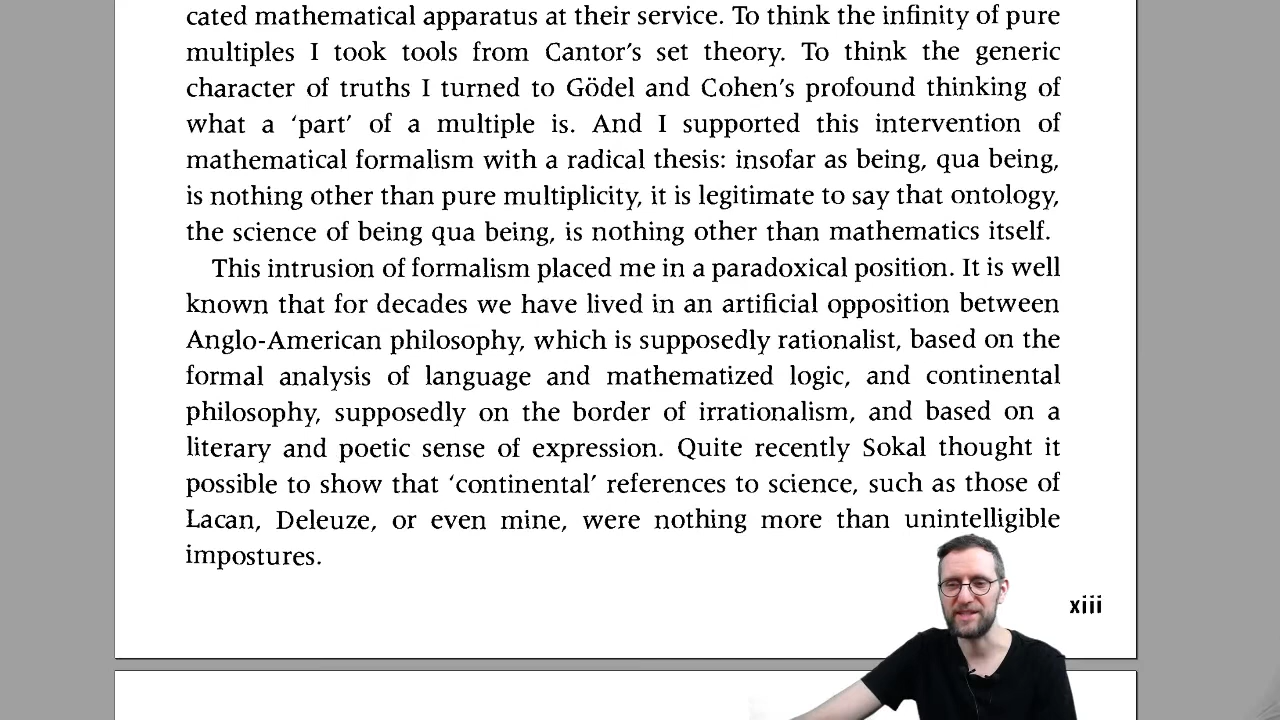 cated mathematical apparatus at their service. To think the infinity of pure
multiples I took tools from Cantor’s set theory. To think the generic
character of truths I turned to Gödel and Cohen’s profound thinking of
what a ‘part’ of a multiple is. And I supported this intervention of
mathematical formalism with a radical thesis: insofar as being, qua being,
is nothing other than pure multiplicity, it is legitimate to say that ontology,
the science of being qua being, is nothing other than mathematics itself.
This intrusion of formalism placed me in a paradoxical position. It is well
known that for decades we have lived in an artificial opposition between
Anglo-American philosophy, which is supposedly rationalist, based on the
formal analysis of language and mathematized logic, and continental
philosophy, supposedly on the border of irrationalism, and based on a
literary and poetic sense of expression. Quite recently Sokal thought it
possible to show that ‘continental’ references to science, such as those of
Lacan, Deleuze, or even mine, were nothing more than unintelligible
impostures.
xiii